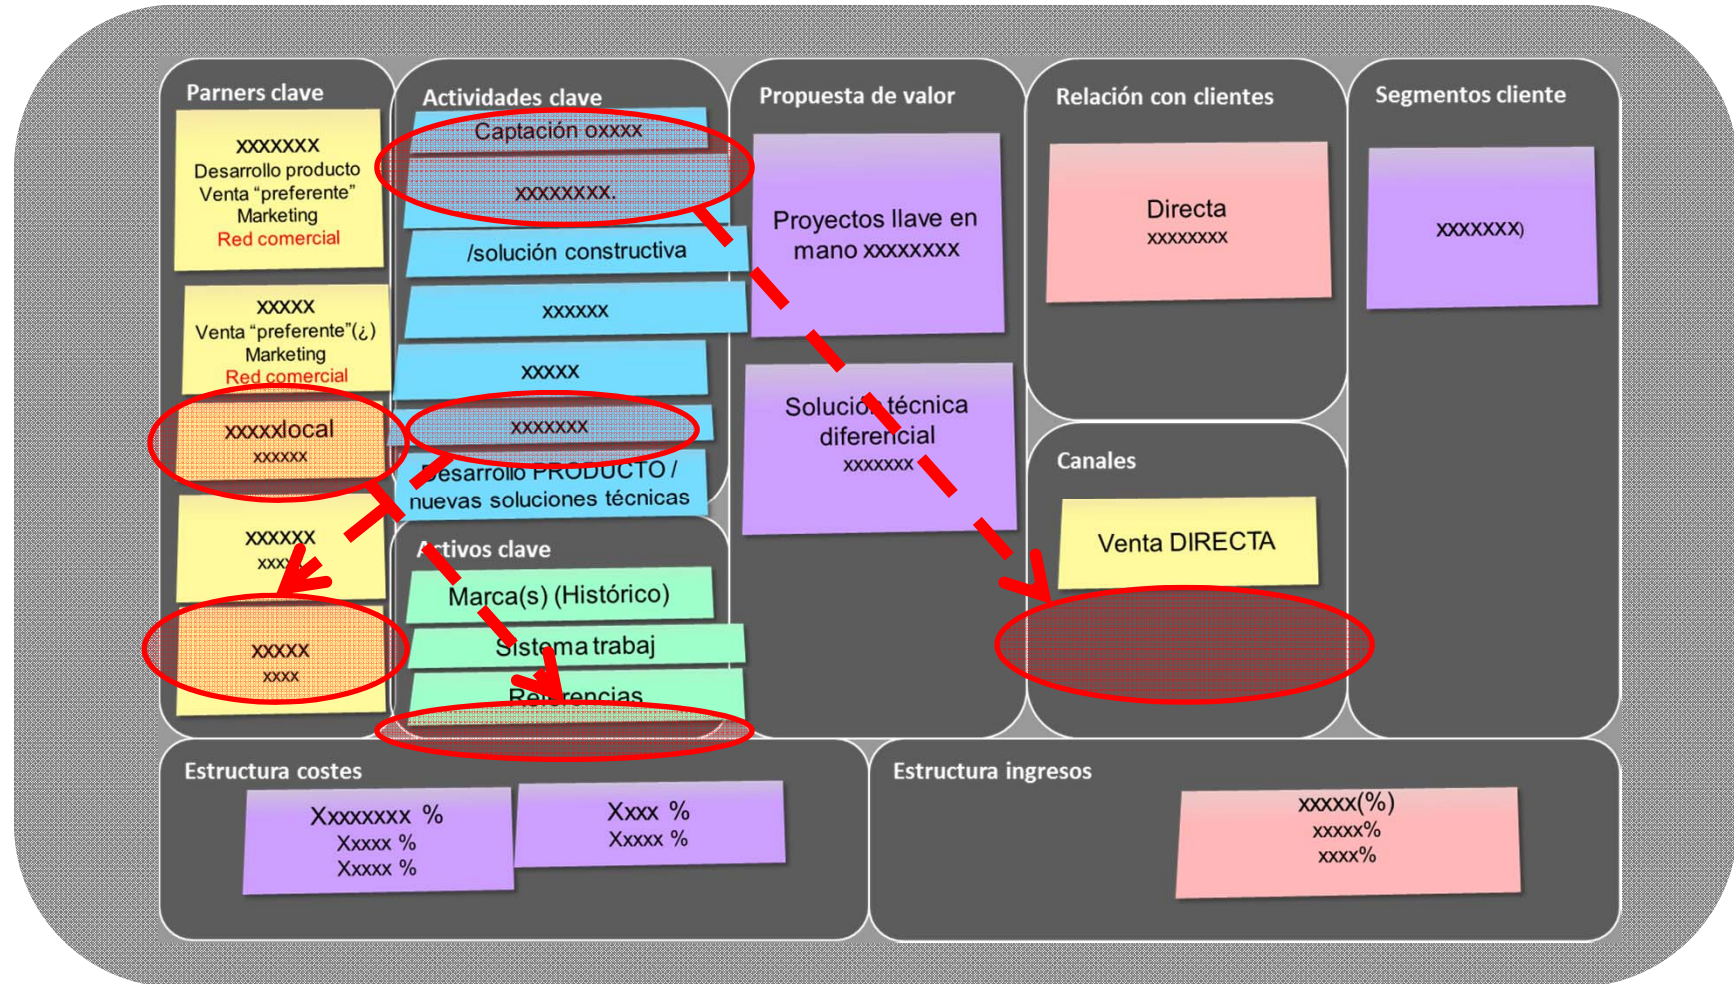 Parners clave
xxxxxxx
Desarrollo producto
Venta “preferente”
Marketing
Red comercial
xxxxx
Venta “preferente”(¿)
Marketing
Red comercial
xxxxxlocal
xxxxxx
xxxxxx
xxxxx
xxxxx
xxxx
Actividades clave
Captación oxxxx
xxxxxxxx.
/solución constructiva
xxxxxx
xxxxx
xxxxxxx
Desarrollo PRODUCTO /
nuevas soluciones técnicas
Activos clave
Marca(s) (Histórico)
Sistema trabaj
Referencias
Propuesta de valor
Proyectos llave en
mano xxxxxxxx
Solución técnica
diferencial
xxxxxxx
Relación con clientes
Directa
xxxxxxxx
Canales
Venta DIRECTA
Segmentos cliente
xxxxxxx)
Estructura costes
Xxxxxxxx %
Xxxxx %
Xxxxx %
Xxxx %
Xxxxx %
Estructura ingresos
xxxxx(%)
xxxxx%
xxxx%